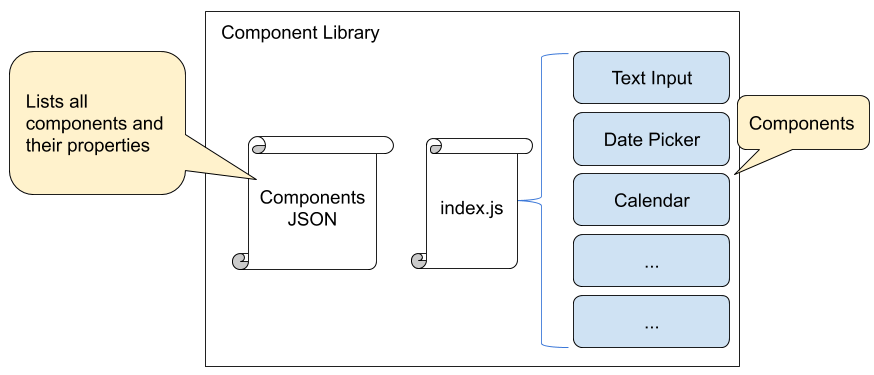 Component Library
Lists all
components and
their properties
Components
JSON
index.js
Text Input
Date Picker
Calendar
...
...
Components